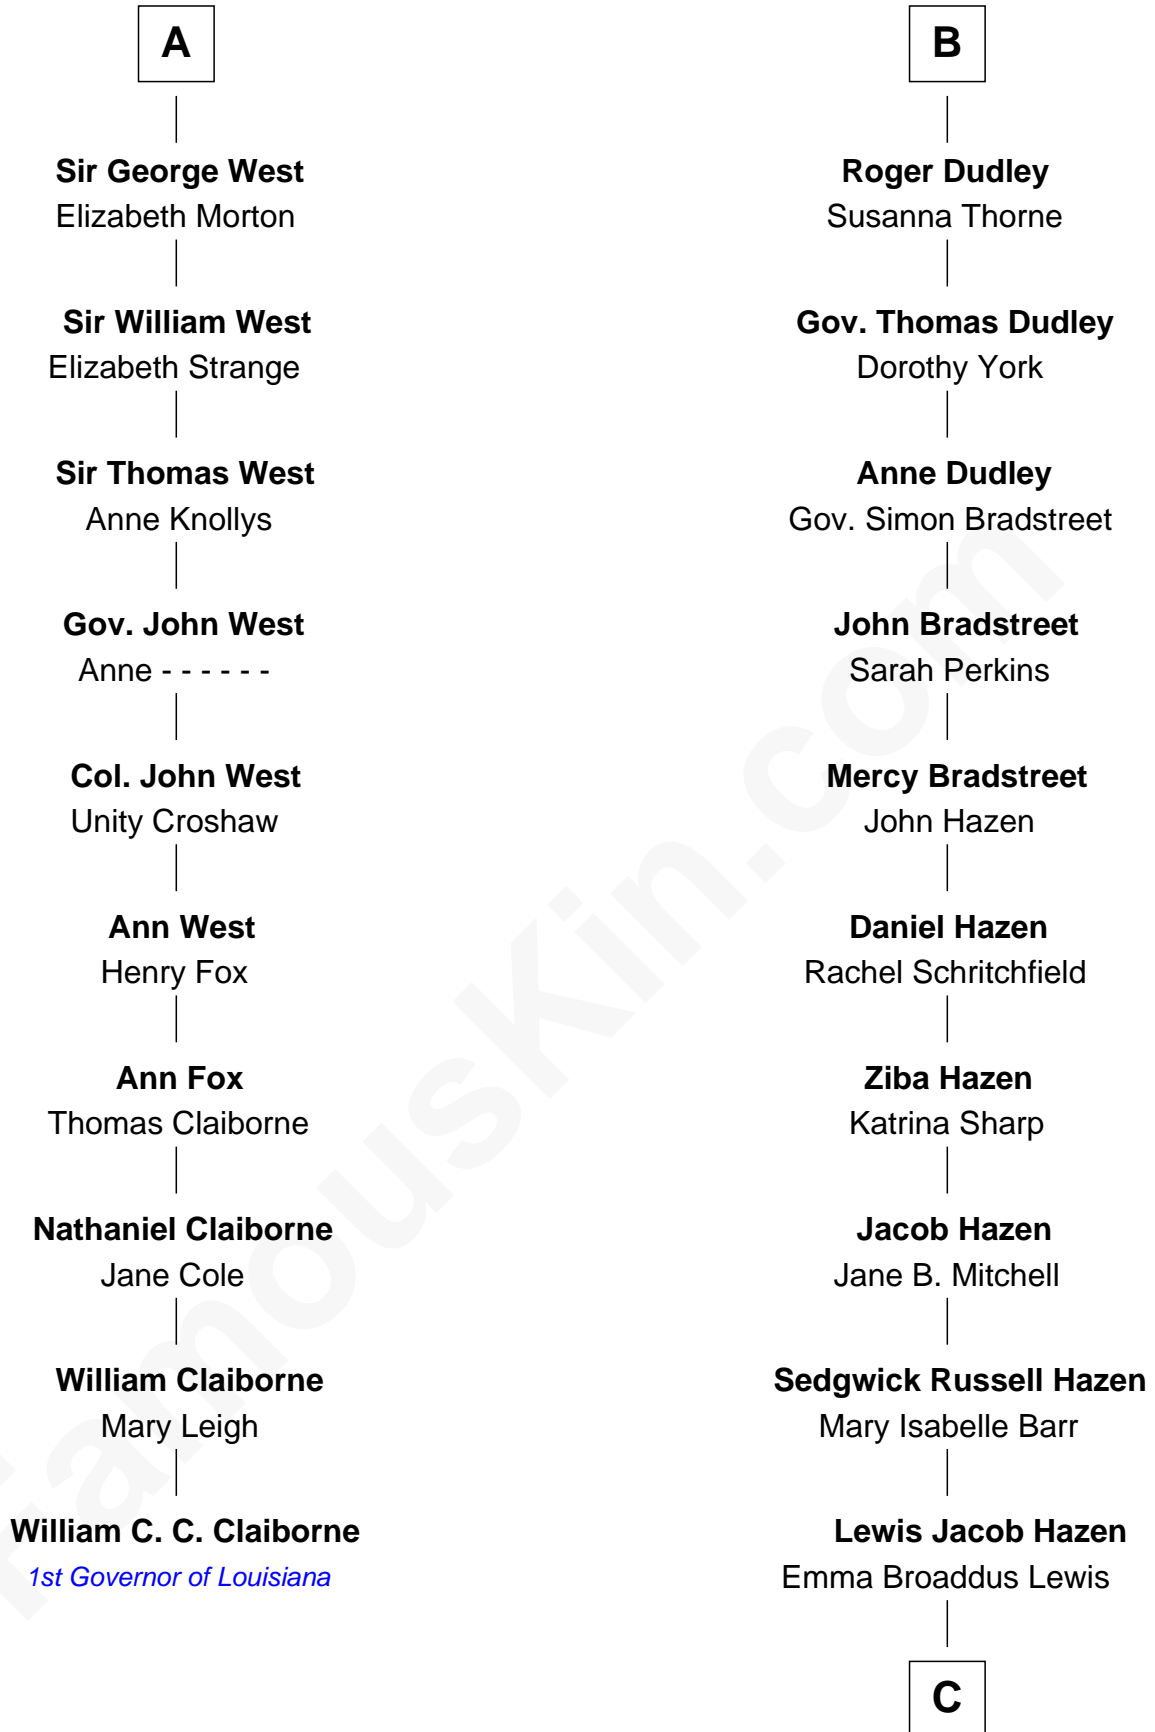 A
Sir George West
Elizabeth Morton
Sir William West
Elizabeth Strange
Sir Thomas West
Anne Knollys
Gov. John West
Anne - - - - - -
Col. John West
Unity Croshaw
Ann West
Henry Fox
Ann Fox
Thomas Claiborne
Nathaniel Claiborne
Jane Cole
William Claiborne
Mary Leigh
William C. C. Claiborne
1st Governor of Louisiana
B
Roger Dudley
Susanna Thorne
Gov. Thomas Dudley
Dorothy York
Anne Dudley
Gov. Simon Bradstreet
John Bradstreet
Sarah Perkins
Mercy Bradstreet
John Hazen
Daniel Hazen
Rachel Schritchfield
Ziba Hazen
Katrina Sharp
Jacob Hazen
Jane B. Mitchell
Sedgwick Russell Hazen
Mary Isabelle Barr
Lewis Jacob Hazen
Emma Broaddus Lewis
C
FamousKin.com